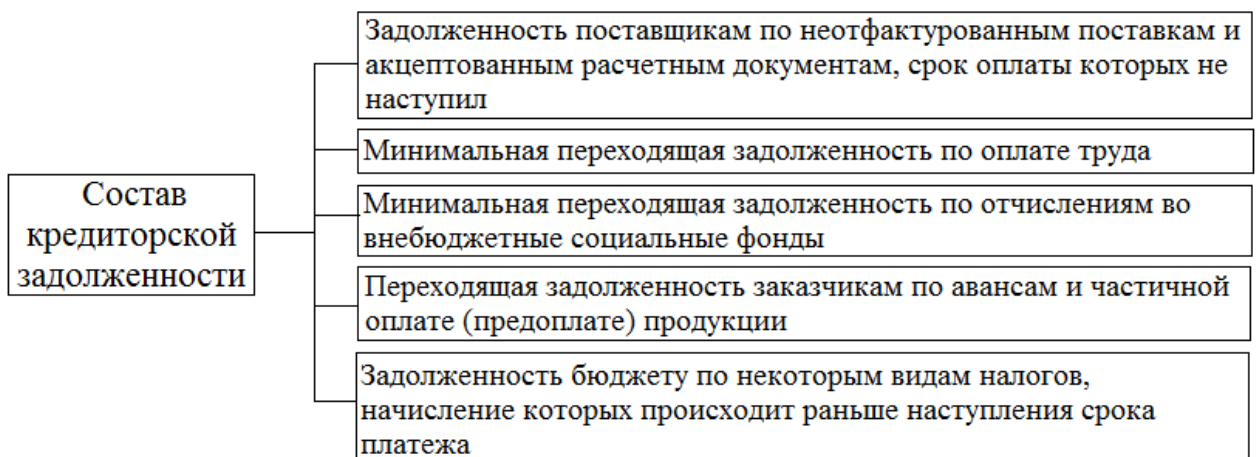 Состав
кредиторской
задолженности
Задолженность поставщикам по неотфактурованным поставкам и
акцептованным расчетным документам, срок оплаты которых не
наступил
Минимальная переходящая задолженность по оплате труда
Минимальная переходящая задолженность по отчислениям во
внебюджетные социальные фонды
Переходящая задолженность заказчикам по авансам и частичной
оплате (предоплате) продукции
Задолженность бюджету по некоторым видам налогов,
начисление которых происходит раньше наступления срока
платежа